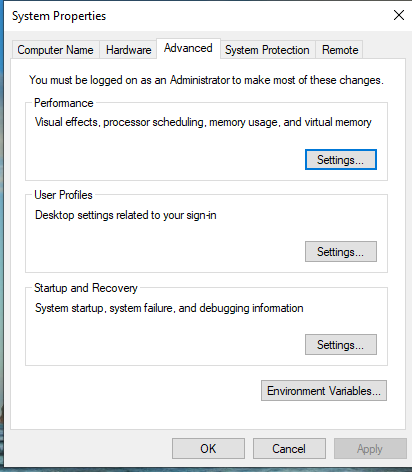 System Properties
Computer Name Hardware Advanced System Protection Remote
You must be logged on as an Administrator to make most of these changes.
Performance
Visual effects, processor scheduling, memory usage, and virtual memory
Settings...
User Profiles
Desktop settings related to your sign-in
Settings...
Startup and Recovery
System startup, system failure, and debugging information
Settings...
Environment Variables...
OK Cancel Apply